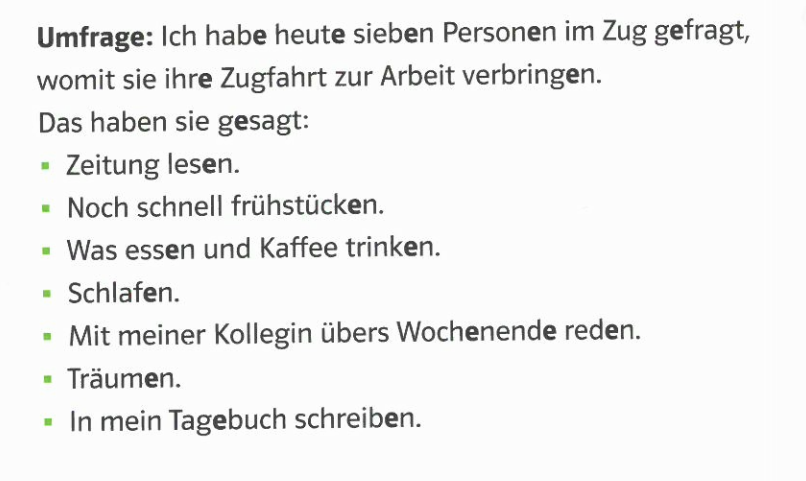 Umfrage: Ich habe heute sieben Personen im Zug gefragt,
womit sie ihre Zugfahrt zur Arbeit verbringen.
Das haben sie gesagt:
▪ Zeitung lesen.
▪ Noch schnell frühstücken.
▪ Was essen und Kaffee trinken.
▪ Schlafen.
▪ Mit meiner Kollegin übers Wochenende reden.
▪ Träumen.
▪ In mein Tagebuch schreiben.